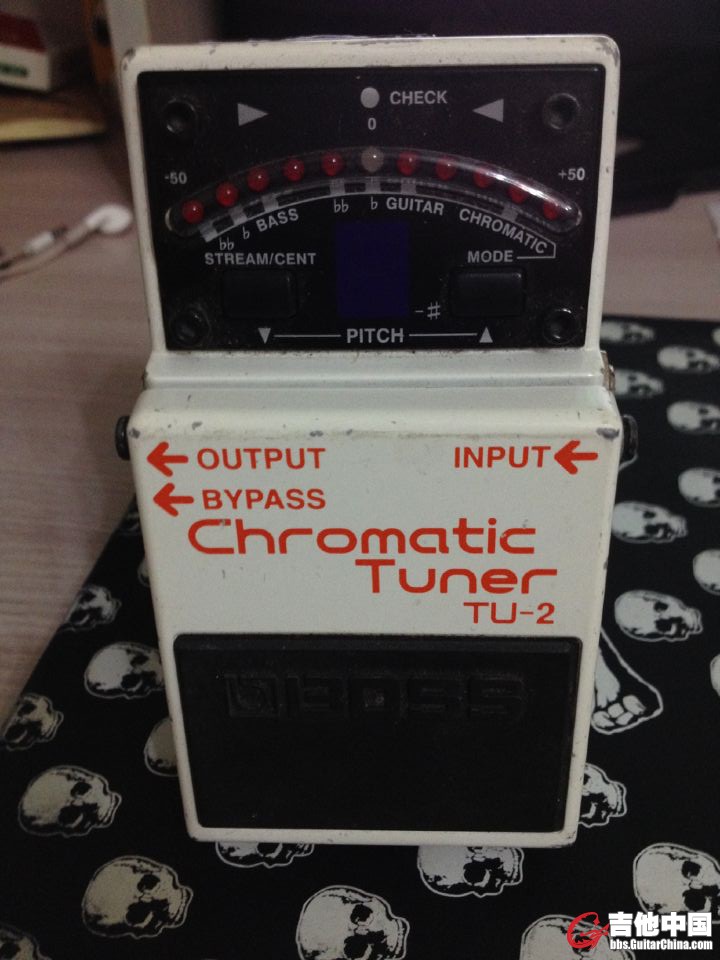 CHECK
0
-50 +50
♭♭ ♭ BASS ♭♭ ♭ GUITAR CHROMATIC
STREAM/CENT MODE
-#
PITCH
OUTPUT INPUT
BYPASS
Chromatic
Tuner
TU-2
BOSS
吉他中国
bbs.GuitarChina.com